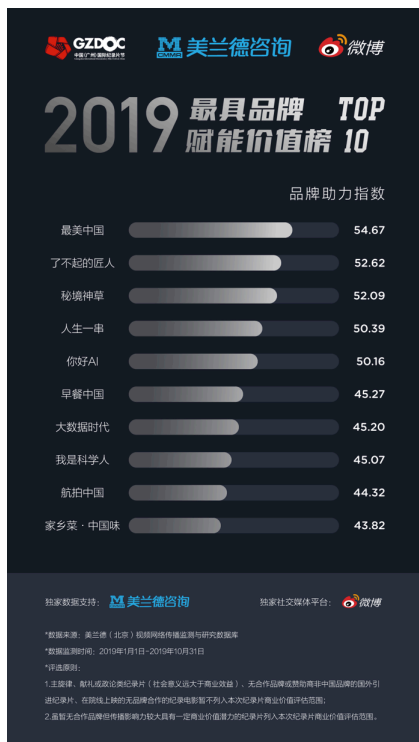 GZDOC
中国(广州)国际纪录片节
CMMR 美兰德咨询
微博
2019 最具品牌 TOP
赋能价值榜 10
品牌助力指数
最美中国 54.67
了不起的匠人 52.62
秘境神草 52.09
人生一串 50.39
你好AI 50.16
早餐中国 45.27
大数据时代 45.20
我是科学人 45.07
航拍中国 44.32
家乡菜·中国味 43.82
独家数据支持: CMMR 美兰德咨询 独家社交媒体平台: 微博
*数据来源:美兰德(北京)视频网络传播监测与研究数据库
*数据监测时间:2019年1月1日-2019年10月31日
*评选原则:
1.主旋律、献礼或政论类纪录片(社会意义远大于商业效益)、无合作品牌或赞助商非中国品牌的国外引
进纪录片、在院线上映的无品牌合作的纪录电影暂不列入本次纪录片商业价值评估范围;
2.虽暂无合作品牌但传播影响力较大具有一定商业价值潜力的纪录片列入本次纪录片商业价值评估范围。